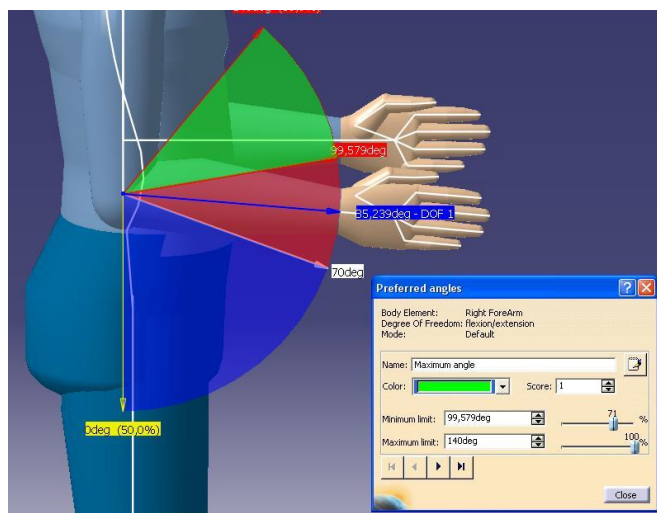 99,579deg
85,239deg - DOF 1
70deg
0deg (50,0%)
Preferred angles
Body Element: Right ForeArm
Degree Of Freedom: flexion/extension
Mode: Default
Name: Maximum angle
Color: Score: 1
Minimum limit: 99,579deg 71 %
Maximum limit: 140deg 100 %
Close